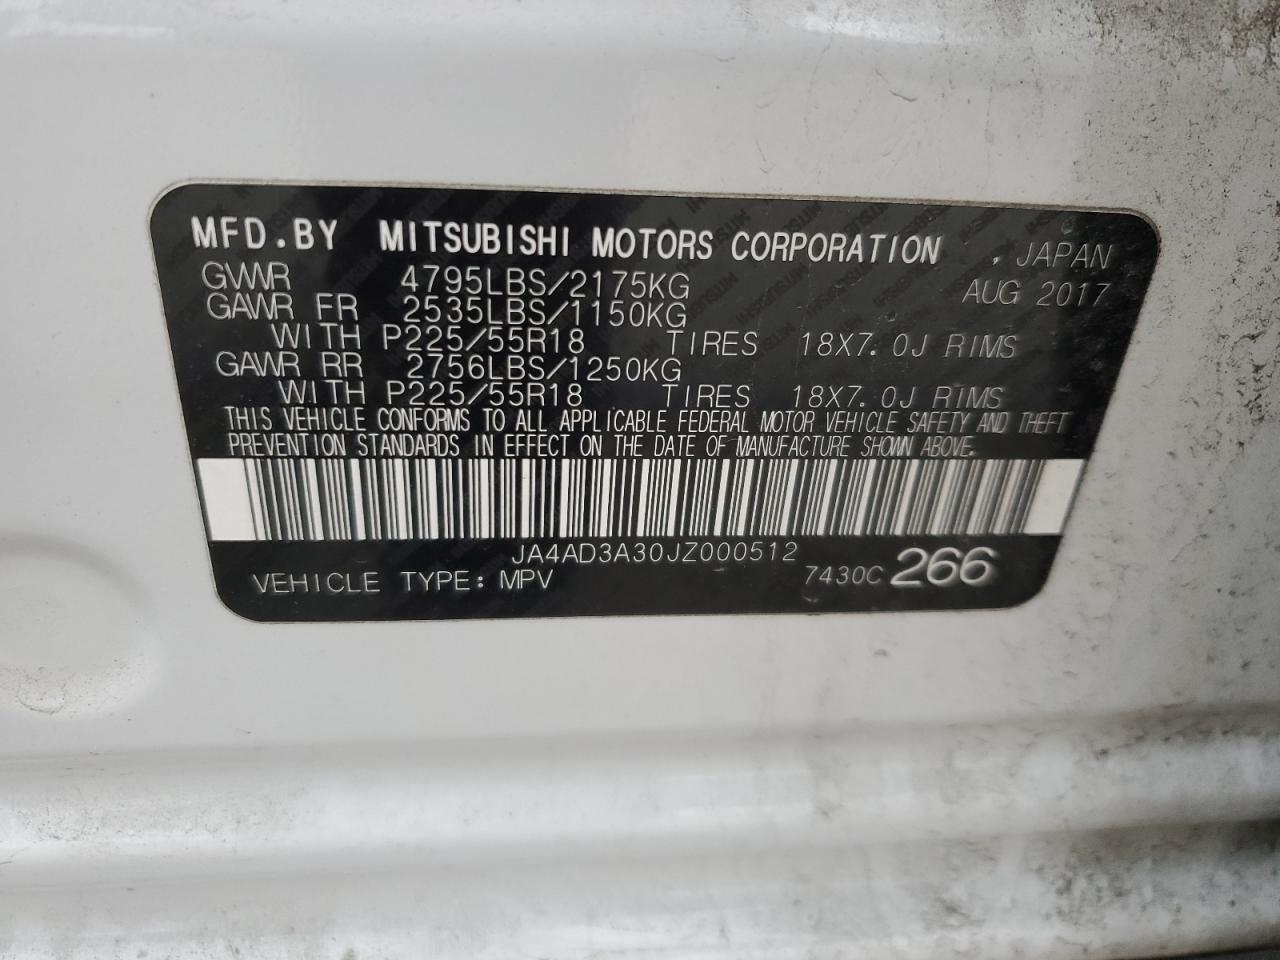 MFD.BY MITSUBISHI MOTORS CORPORATION, JAPAN
GVWR 4795LBS/2175KG AUG 2017
GAWR FR 2535LBS/1150KG
WITH P225/55R18 TIRES 18X7.0J RIMS
GAWR RR 2756LBS/1250KG
WITH P225/55R18 TIRES 18X7.0J RIMS
THIS VEHICLE CONFORMS TO ALL APPLICABLE FEDERAL MOTOR VEHICLE SAFETY AND THEFT
PREVENTION STANDARDS IN EFFECT ON THE DATE OF MANUFACTURE SHOWN ABOVE.
JA4AD3A30JZ000512
VEHICLE TYPE: MPV 7430C 266